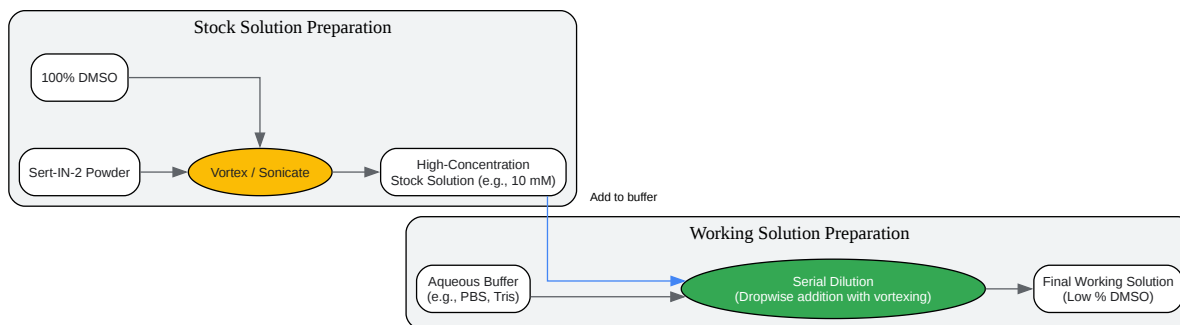 Stock Solution Preparation
100% DMSO
Sert-IN-2 Powder
Vortex / Sonicate
High-Concentration
Stock Solution (e.g., 10 mM)
Add to buffer
Working Solution Preparation
Aqueous Buffer
(e.g., PBS, Tris)
Serial Dilution
(Dropwise addition with vortexing)
Final Working Solution
(Low % DMSO)